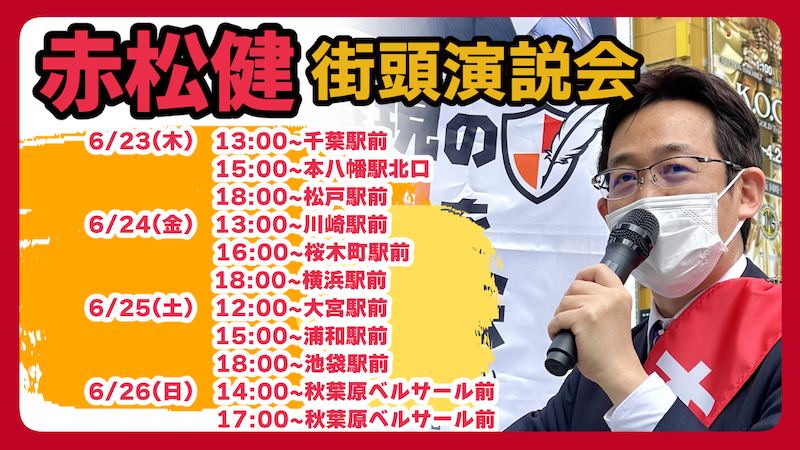 赤松健 街頭演説会
6/23(木) 13:00~千葉駅前
15:00~本八幡駅北口
18:00~松戸駅前
6/24(金) 13:00~川崎駅前
16:00~桜木町駅前
18:00~横浜駅前
6/25(土) 12:00~大宮駅前
15:00~浦和駅前
18:00~池袋駅前
6/26(日) 14:00~秋葉原ベルサール前
17:00~秋葉原ベルサール前
現の
K.O.